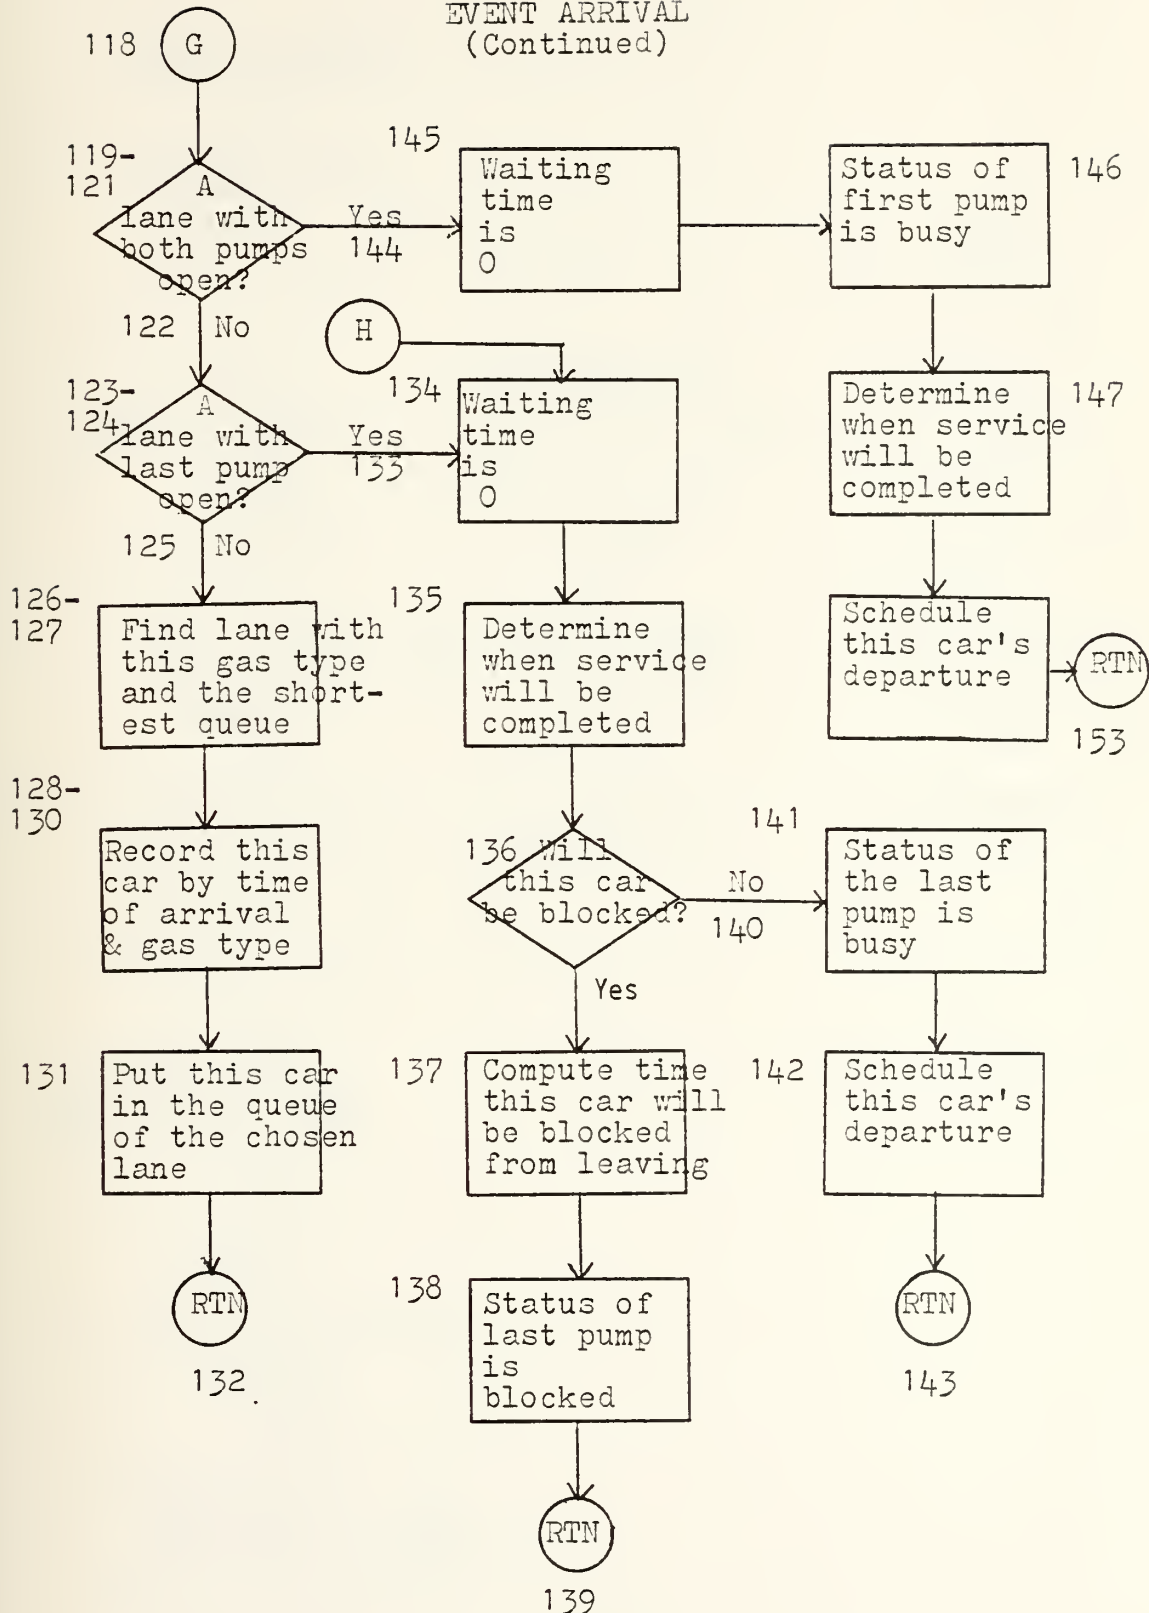 EVENT ARRIVAL
(Continued)
118
G
119-
121
A
lane with
both pumps
open?
Yes
144
145
Waiting
time
is
0
Status of
first pump
is busy
146
122
No
H
123-
124
A
lane with
last pump
open?
Yes
133
134
Waiting
time
is
0
Determine
when service
will be
completed
147
125
No
126-
127
Find lane with
this gas type
and the short-
est queue
135
Determine
when service
will be
completed
Schedule
this car's
departure
RTN
153
128-
130
Record this
car by time
of arrival
& gas type
136 Will
this car
be blocked?
No
140
141
Status of
the last
pump is
busy
Yes
131
Put this car
in the queue
of the chosen
lane
137
Compute time
this car will
be blocked
from leaving
142
Schedule
this car's
departure
RTN
132
138
Status of
last pump
is
blocked
RTN
143
RTN
139